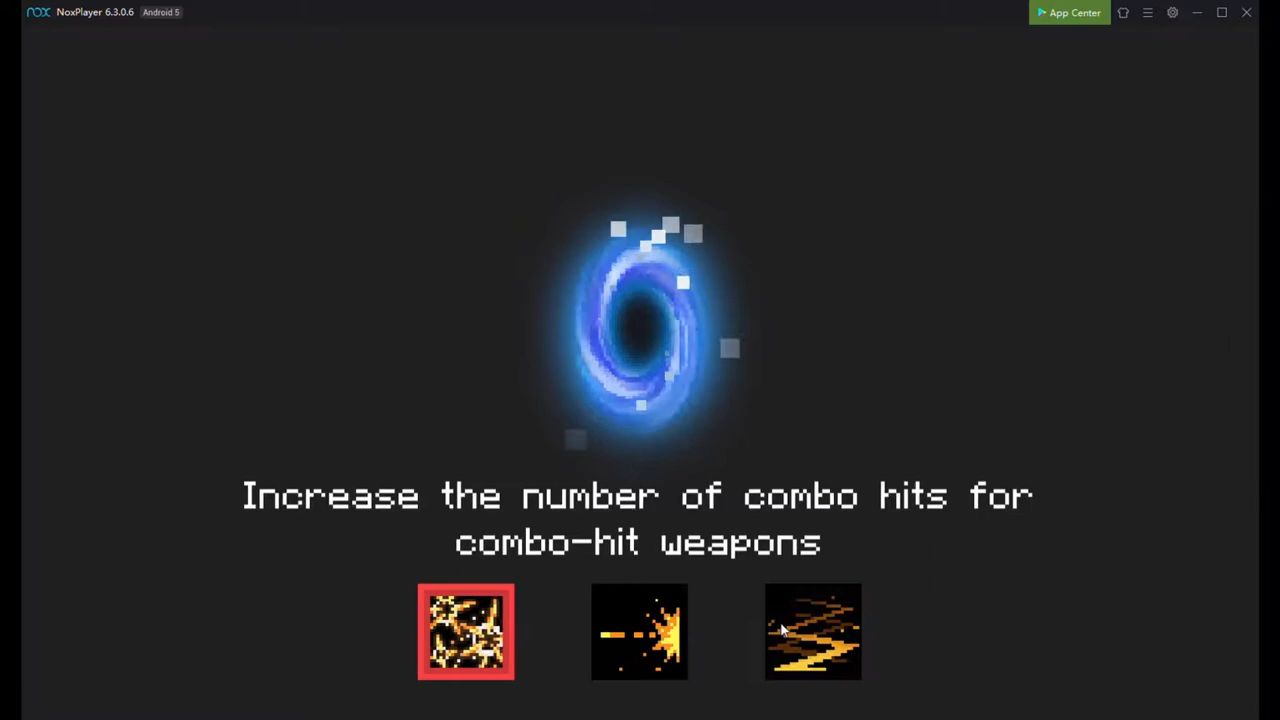 nox NoxPlayer 6.3.0.6 Android 5 App Center
Increase the number of combo hits for
combo-hit weapons